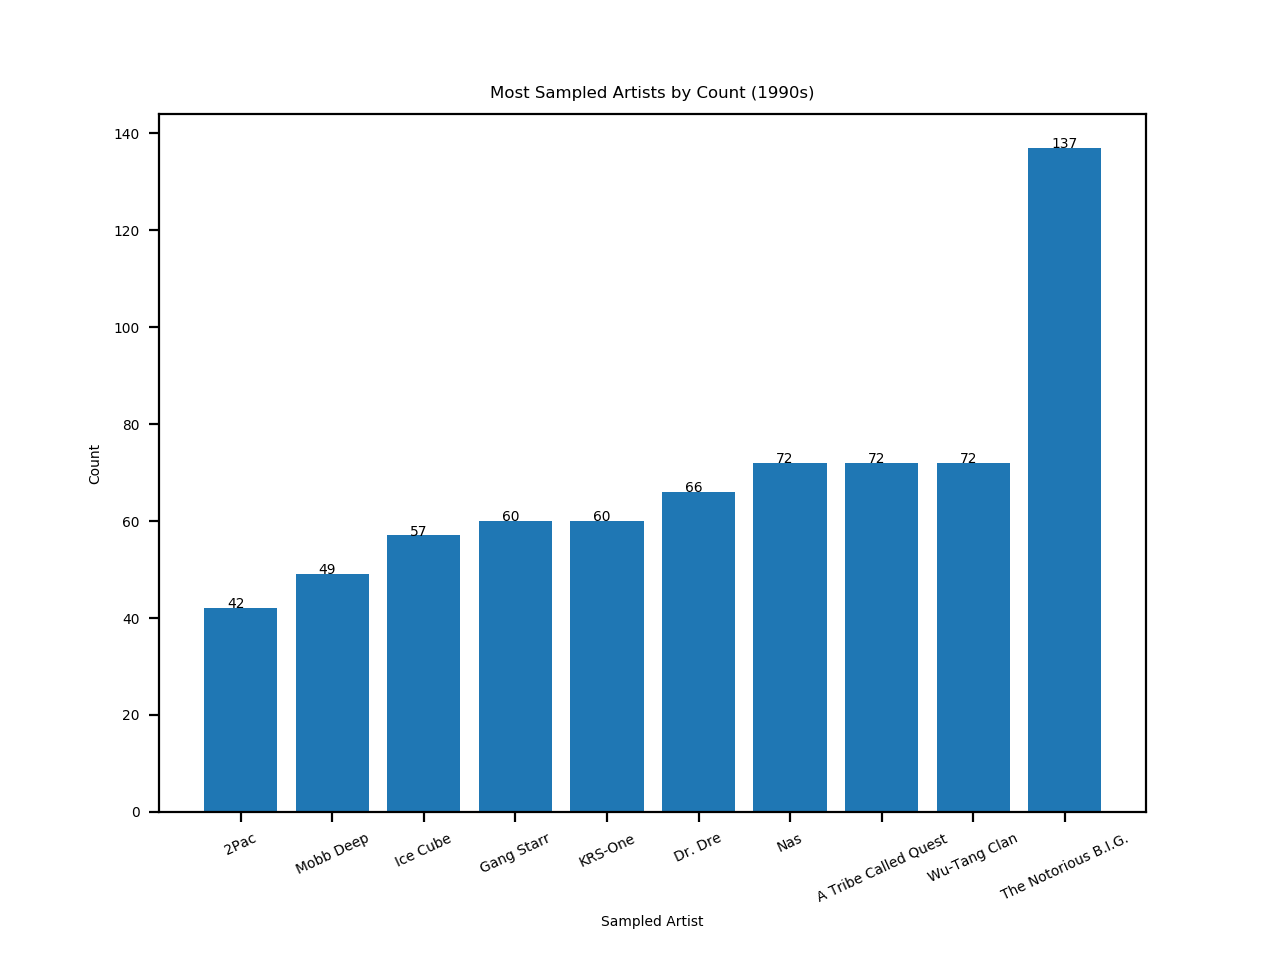 Most Sampled Artists by Count (1990s)
140
120
100
80
60
40
20
0
Count
42
49
57
60
60
66
72
72
72
137
2Pac
Mobb Deep
Ice Cube
Gang Starr
KRS-One
Dr. Dre
Nas
A Tribe Called Quest
Wu-Tang Clan
The Notorious B.I.G.
Sampled Artist